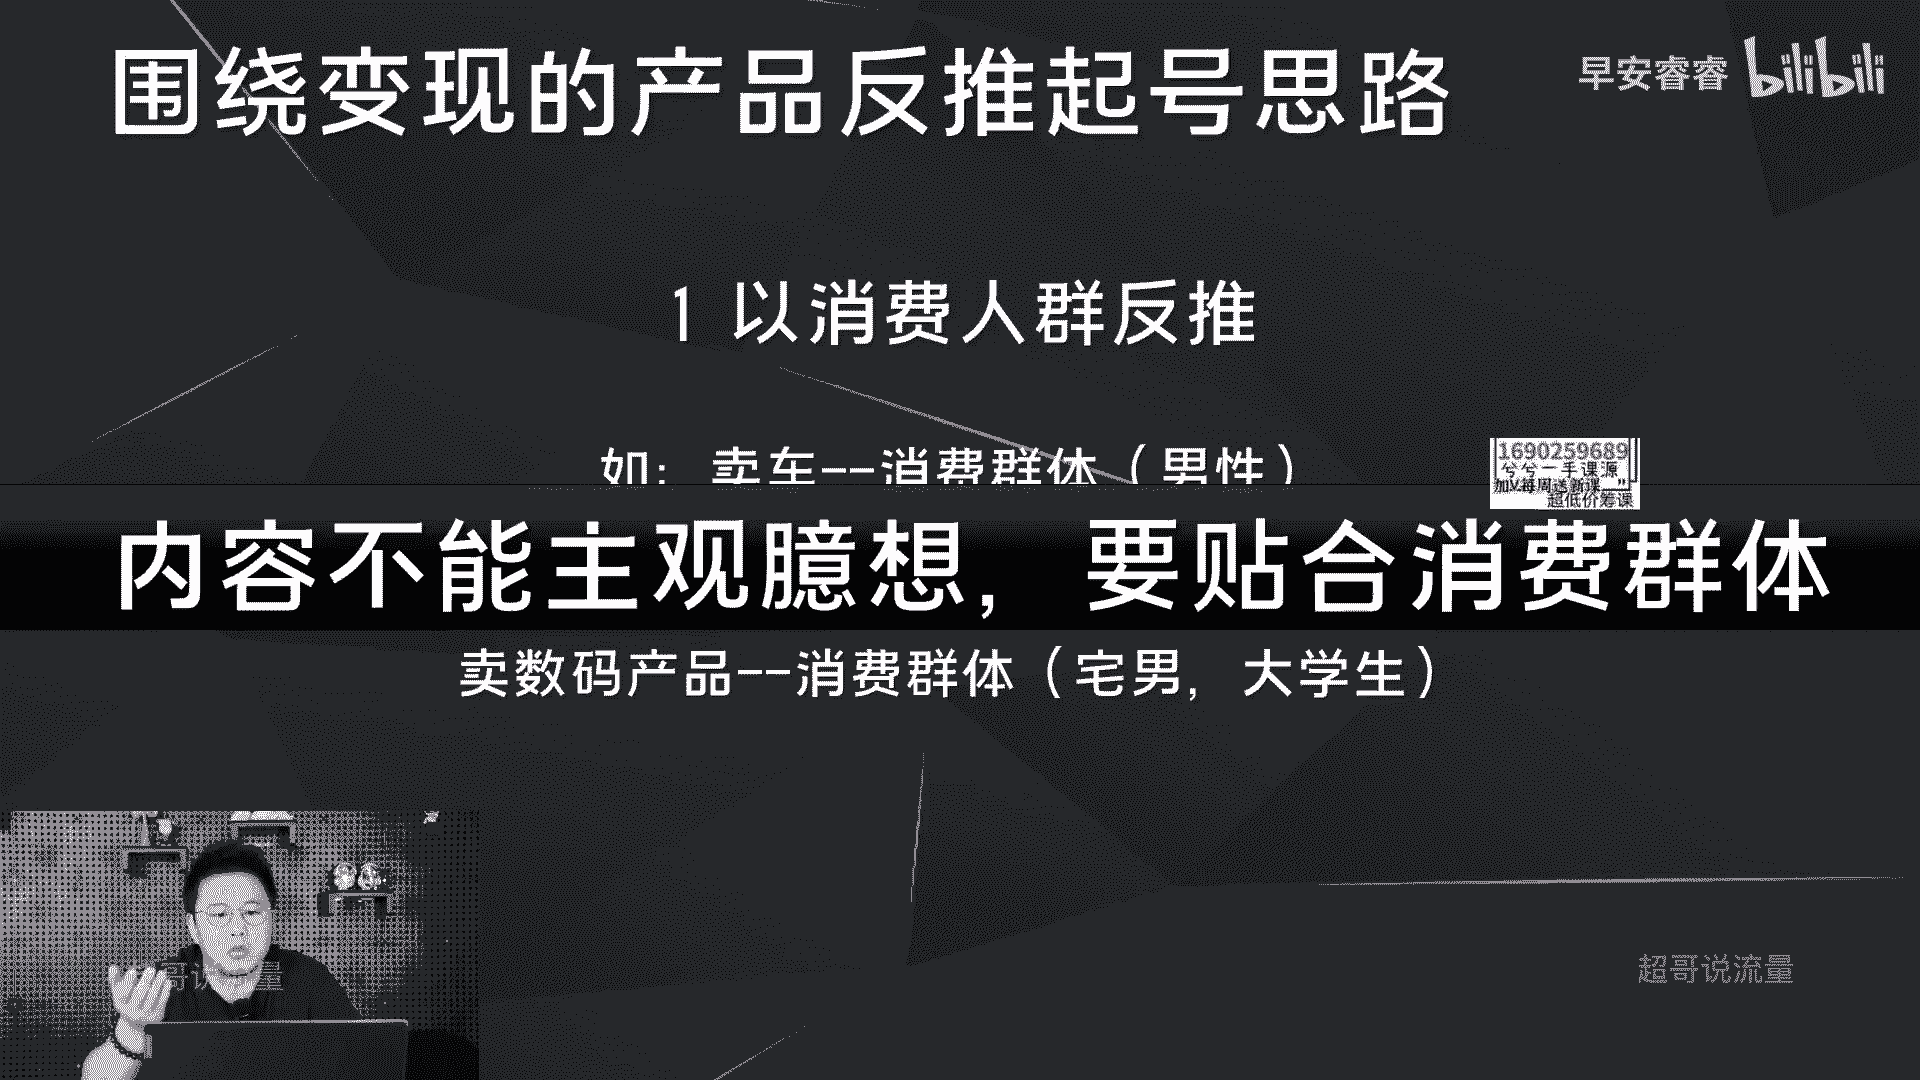 围绕变现的产品反推起号思路
早安睿睿 bilibili
1 以消费人群反推
如：卖车--消费群体（男性）
1690259689
兮兮一手课源
加V每周送新课
超低价筹课
内容不能主观臆想，要贴合消费群体
卖数码产品--消费群体（宅男，大学生）
哥说流量
超哥说流量